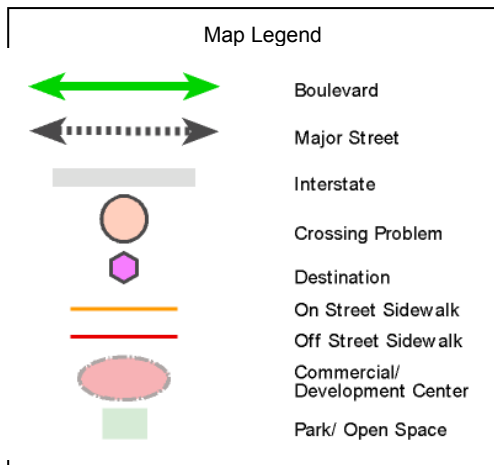 Map Legend
Boulevard
Major Street
Interstate
Crossing Problem
Destination
On Street Sidewalk
Off Street Sidewalk
Commercial/
Development Center
Park/ Open Space